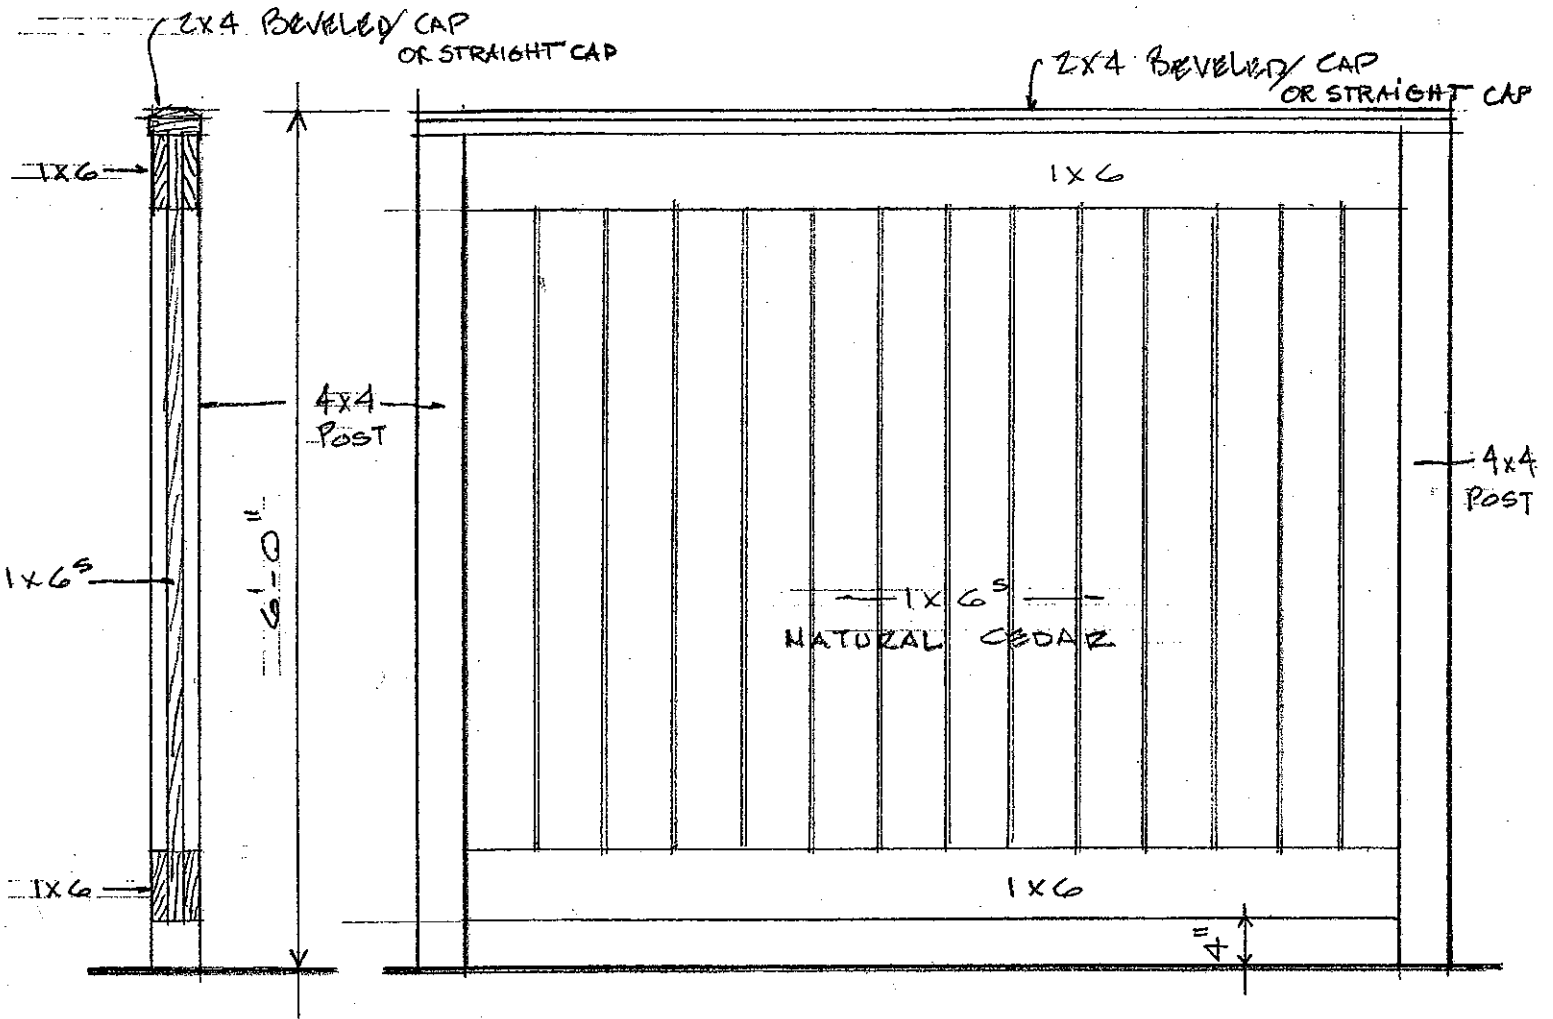 2X4 BEVELED/CAP
OR STRAIGHT CAP
2X4 BEVELED/ CAP
OR STRAIGHT CAP
1X6
1X6
4X4
POST
4X4
POST
6'-0"
1X6S
1X6S
NATURAL CEDAR
1X6
1X6
4"